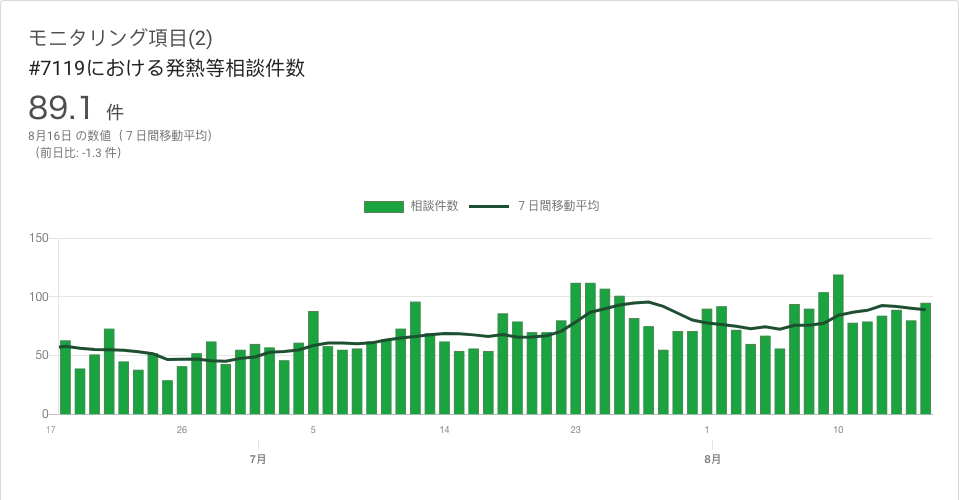 モニタリング項目(2)
#7119における発熱等相談件数
89.1 件
8月16日 の数値（７日間移動平均）
（前日比: -1.3 件）
相談件数 ７日間移動平均
150
100
50
0
17 26 5 14 23 1 10
7月 8月